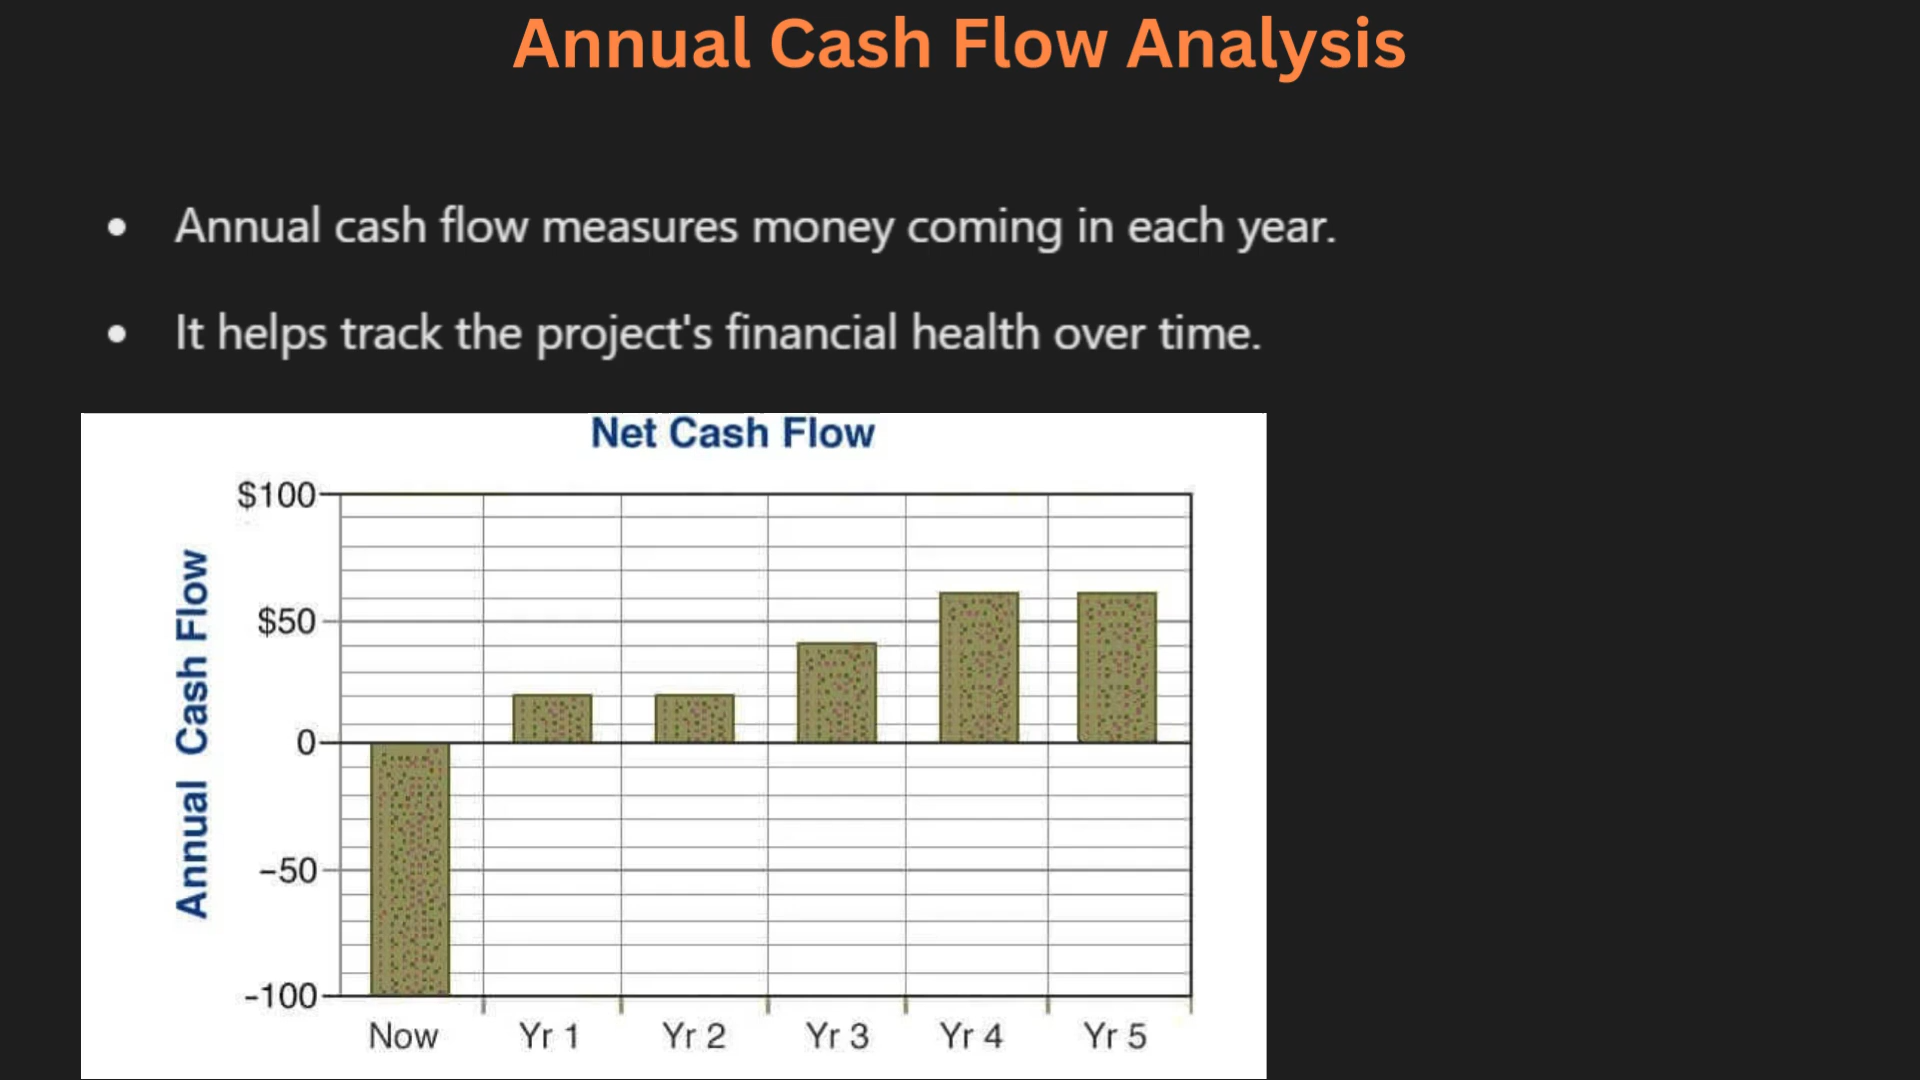 Annual Cash Flow Analysis
• Annual cash flow measures money coming in each year.
• It helps track the project's financial health over time.
Net Cash Flow
Annual Cash Flow
$100
$50
0
−50
−100
Now Yr 1 Yr 2 Yr 3 Yr 4 Yr 5